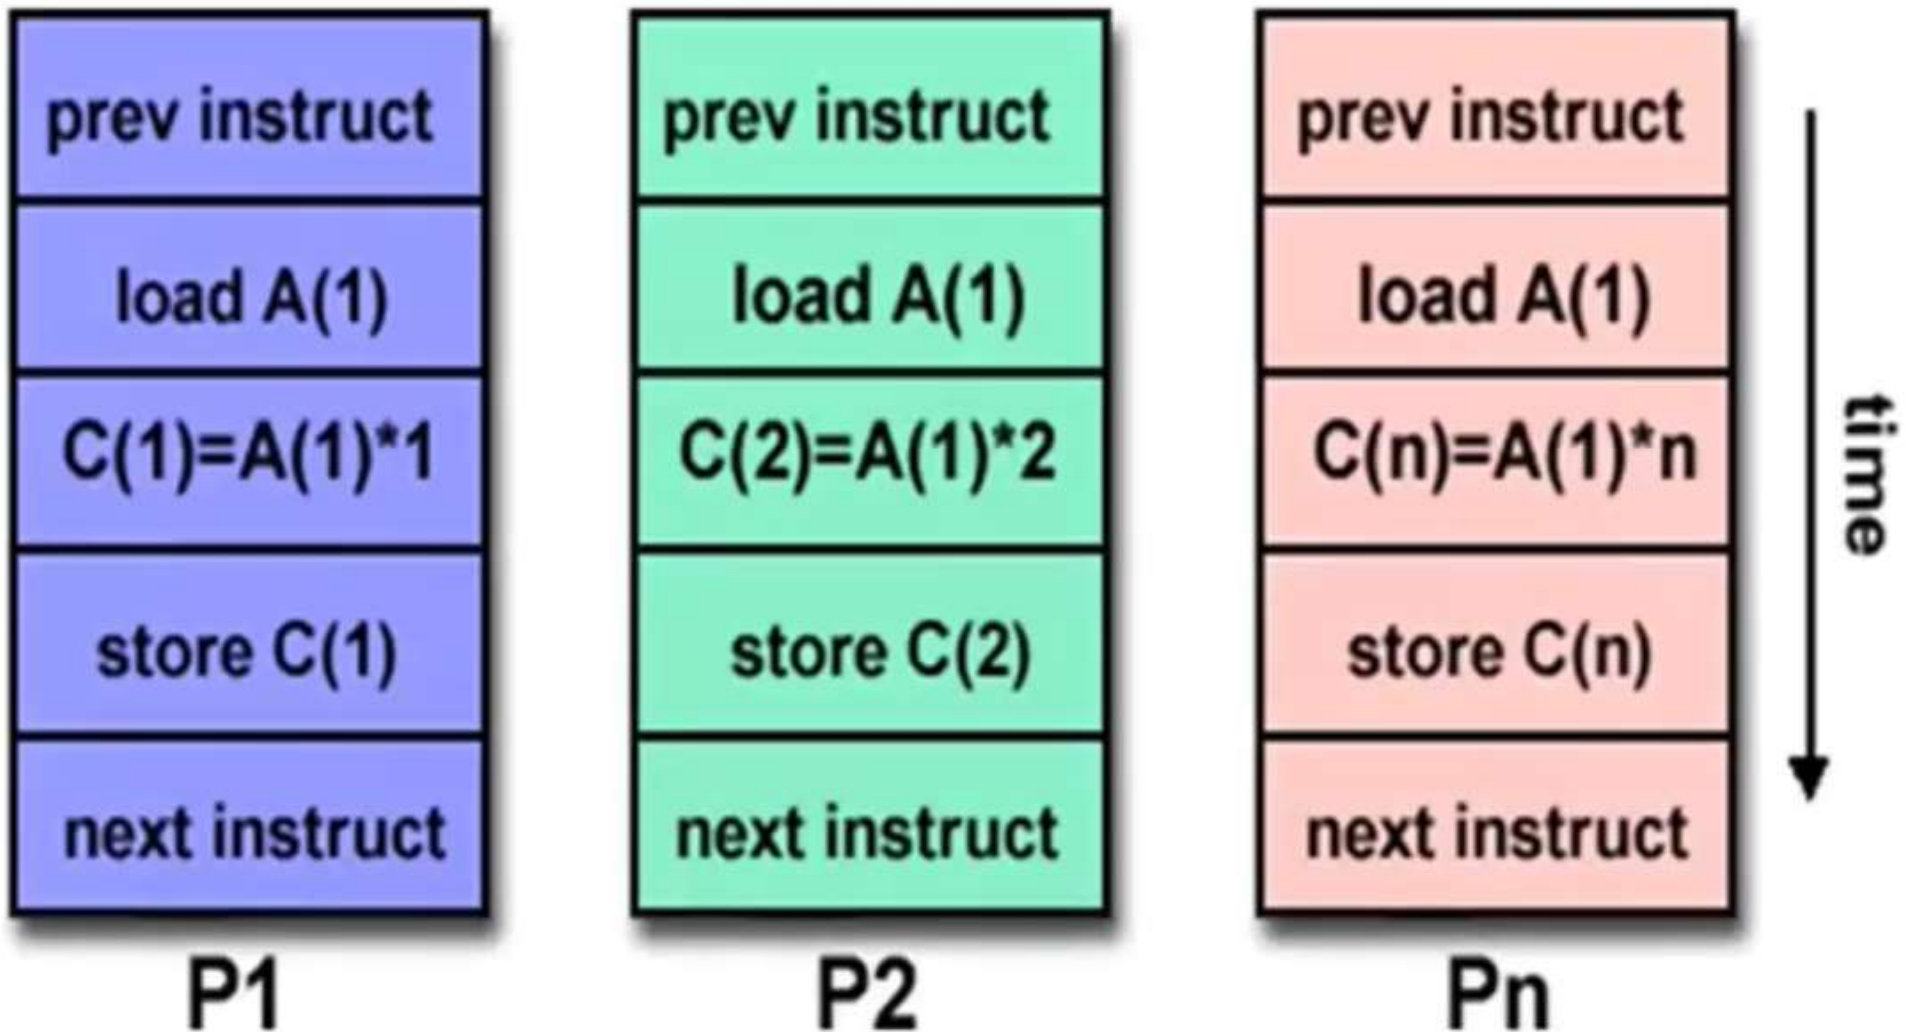 prev instruct
load A(1)
C(1)=A(1)*1
store C(1)
next instruct
P1
prev instruct
load A(1)
C(2)=A(1)*2
store C(2)
next instruct
P2
prev instruct
load A(1)
C(n)=A(1)*n
store C(n)
next instruct
Pn
time